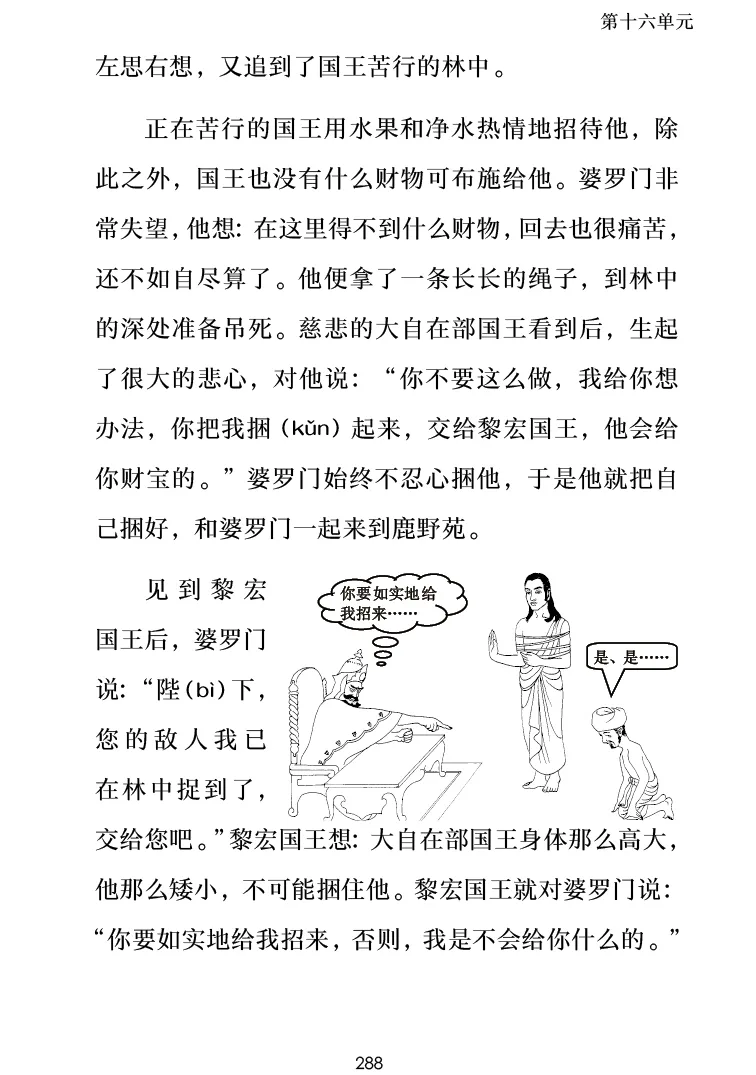 第十六单元
左思右想，又追到了国王苦行的林中。
正在苦行的国王用水果和净水热情地招待他，除
此之外，国王也没有什么财物可布施给他。婆罗门非
常失望，他想：在这里得不到什么财物，回去也很痛苦，
还不如自尽算了。他便拿了一条长长的绳子，到林中
的深处准备吊死。慈悲的大自在部国王看到后，生起
了很大的悲心，对他说：“你不要这么做，我给你想
办法，你把我捆（kǔn）起来，交给黎宏国王，他会给
你财宝的。”婆罗门始终不忍心捆他，于是他就把自
己捆好，和婆罗门一起来到鹿野苑。
见到黎宏
国王后，婆罗门
说：“陛（bì）下，
您的敌人我已
在林中捉到了，
你要如实地给
我招来……
是、是……
交给您吧。”黎宏国王想：大自在部国王身体那么高大，
他那么矮小，不可能捆住他。黎宏国王就对婆罗门说：
“你要如实地给我招来，否则，我是不会给你什么的。”
288